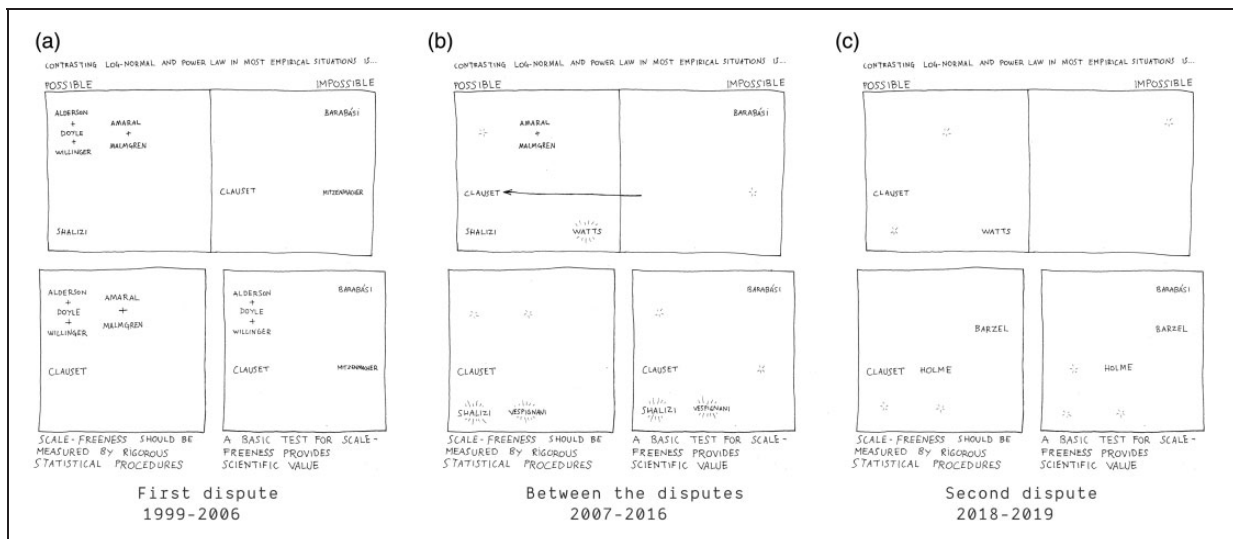 (a)
CONTRASTING LOG-NORMAL AND POWER LAW IN MOST EMPIRICAL SITUATIONS IS...
POSSIBLE IMPOSSIBLE
ALDERSON
+
DOYLE
+
WILLINGER
AMARAL
+
MALMGREN
BARABÁSI
CLAUSET
MITZENMACHER
SHALIZI
ALDERSON
+
DOYLE
+
WILLINGER
AMARAL
+
MALMGREN
CLAUSET
SCALE-FREENESS SHOULD BE
MEASURED BY RIGOROUS
STATISTICAL PROCEDURES
ALDERSON
+
DOYLE
+
WILLINGER
BARABÁSI
CLAUSET
MITZENMACHER
A BASIC TEST FOR SCALE-
FREENESS PROVIDES
SCIENTIFIC VALUE
First dispute
1999-2006
(b)
CONTRASTING LOG-NORMAL AND POWER LAW IN MOST EMPIRICAL SITUATIONS IS...
POSSIBLE IMPOSSIBLE
AMARAL
+
MALMGREN
BARABÁSI
CLAUSET
SHALIZI
WATTS
CLAUSET
SHALIZI
VESPIGNANI
SCALE-FREENESS SHOULD BE
MEASURED BY RIGOROUS
STATISTICAL PROCEDURES
BARABÁSI
CLAUSET
SHALIZI
VESPIGNANI
A BASIC TEST FOR SCALE-
FREENESS PROVIDES
SCIENTIFIC VALUE
Between the disputes
2007-2016
(c)
CONTRASTING LOG-NORMAL AND POWER LAW IN MOST EMPIRICAL SITUATIONS IS...
POSSIBLE IMPOSSIBLE
CLAUSET
WATTS
BARZEL
CLAUSET HOLME
SCALE-FREENESS SHOULD BE
MEASURED BY RIGOROUS
STATISTICAL PROCEDURES
BARABÁSI
BARZEL
HOLME
A BASIC TEST FOR SCALE-
FREENESS PROVIDES
SCIENTIFIC VALUE
Second dispute
2018-2019